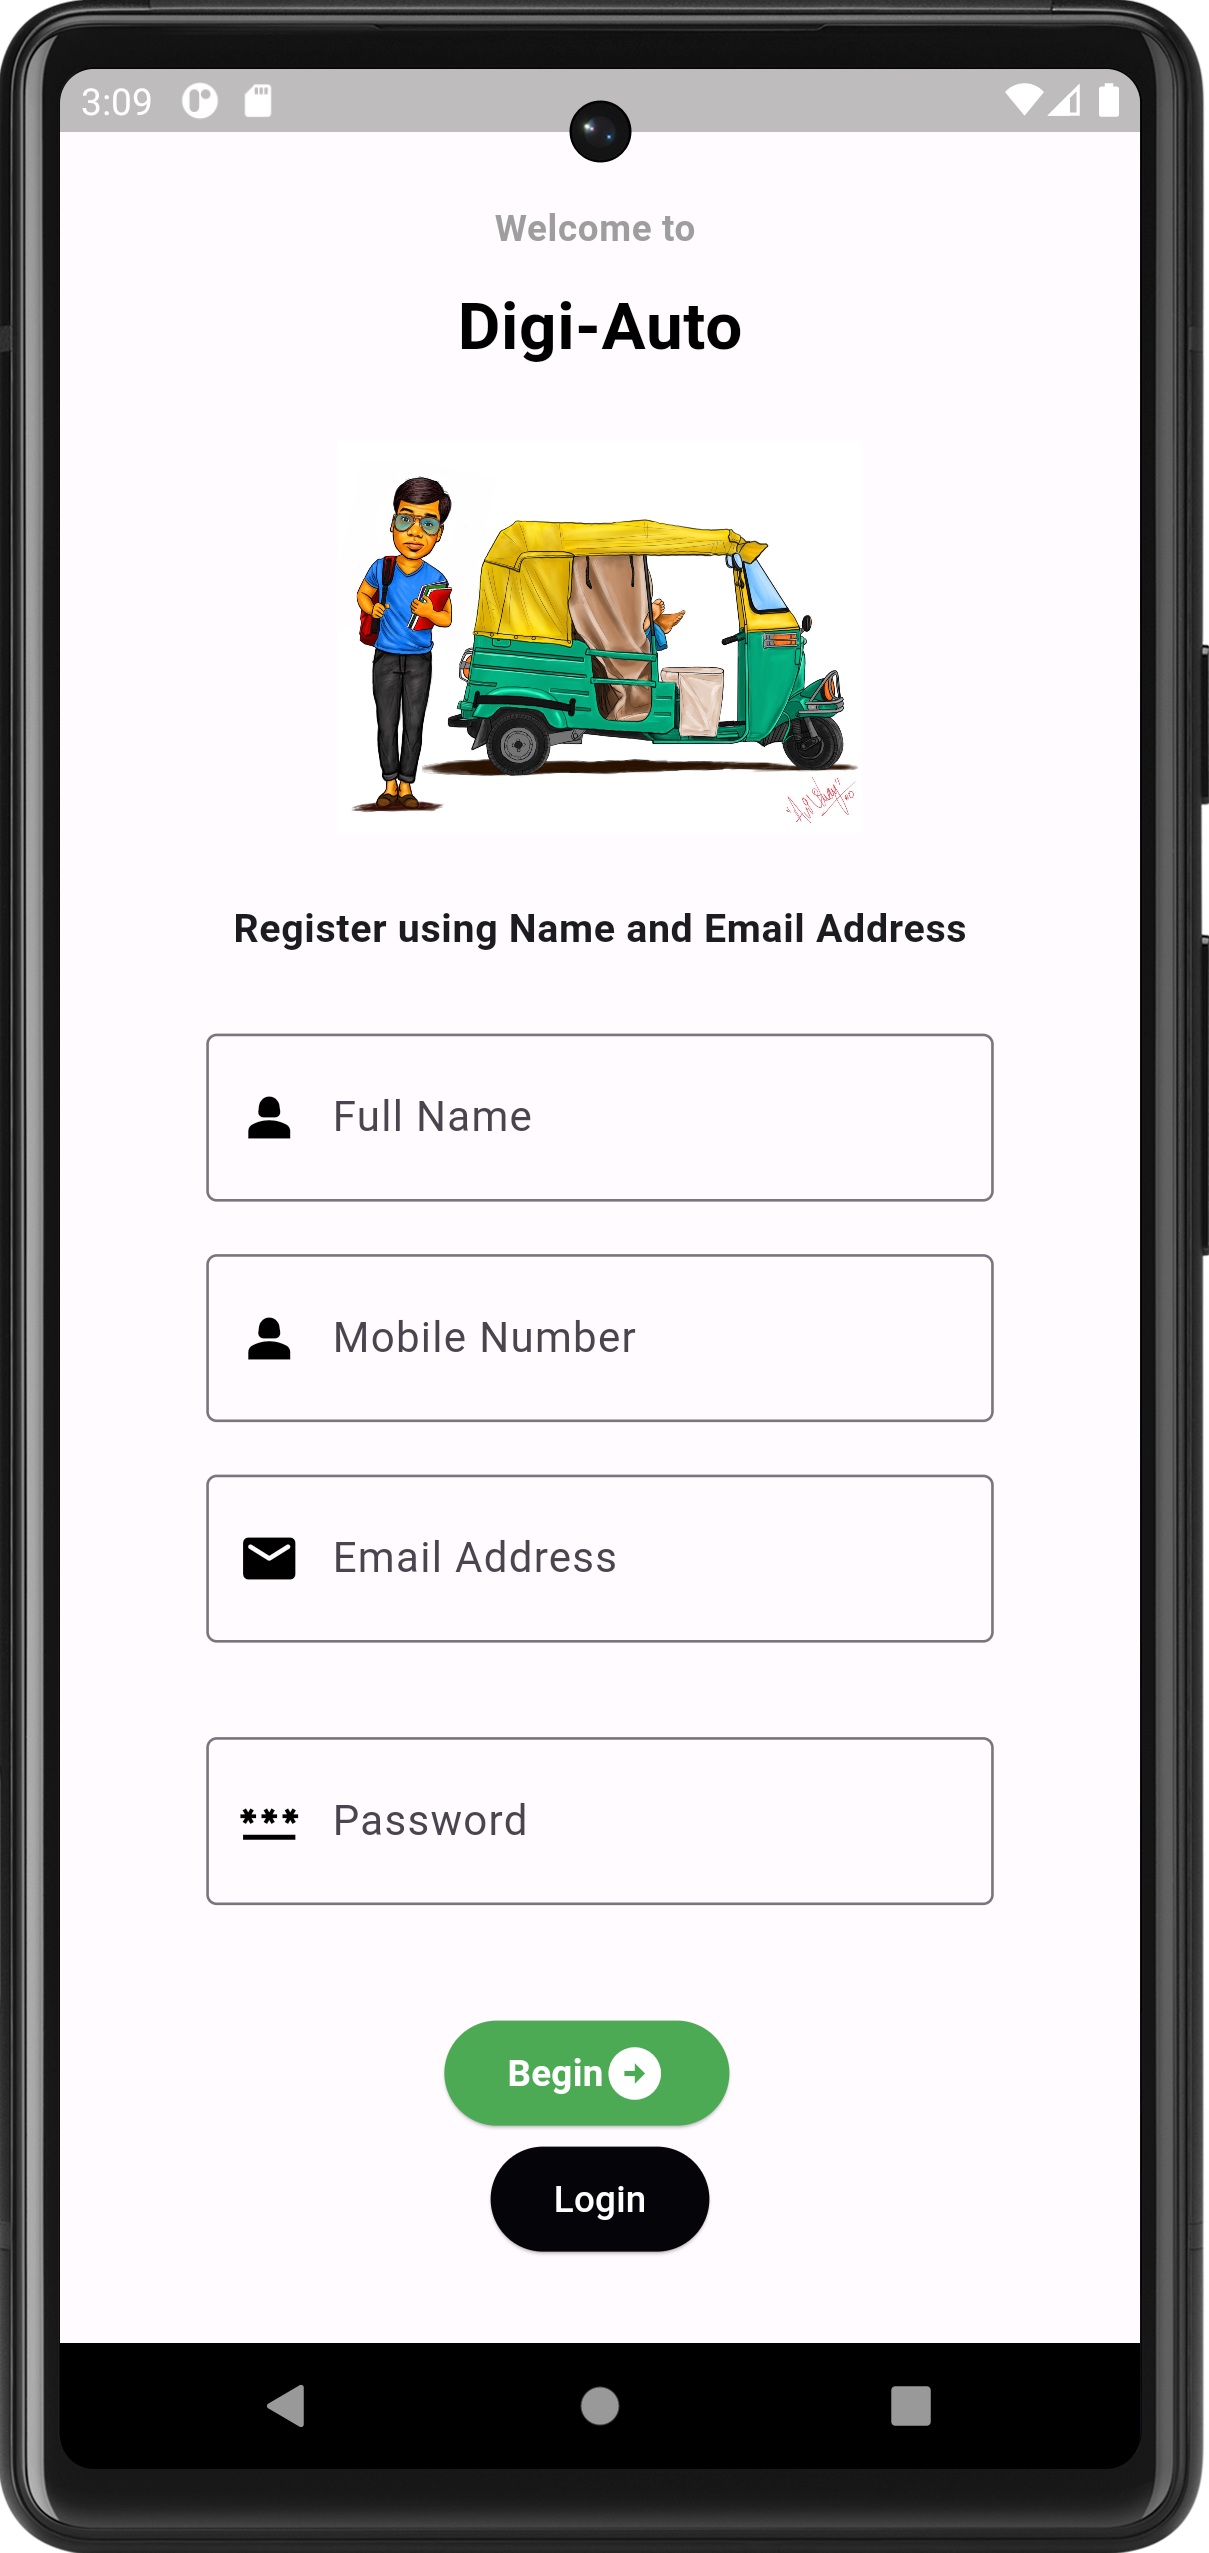 3:09
Welcome to
Digi-Auto
Register using Name and Email Address
Full Name
Mobile Number
Email Address
Password
Begin
Login